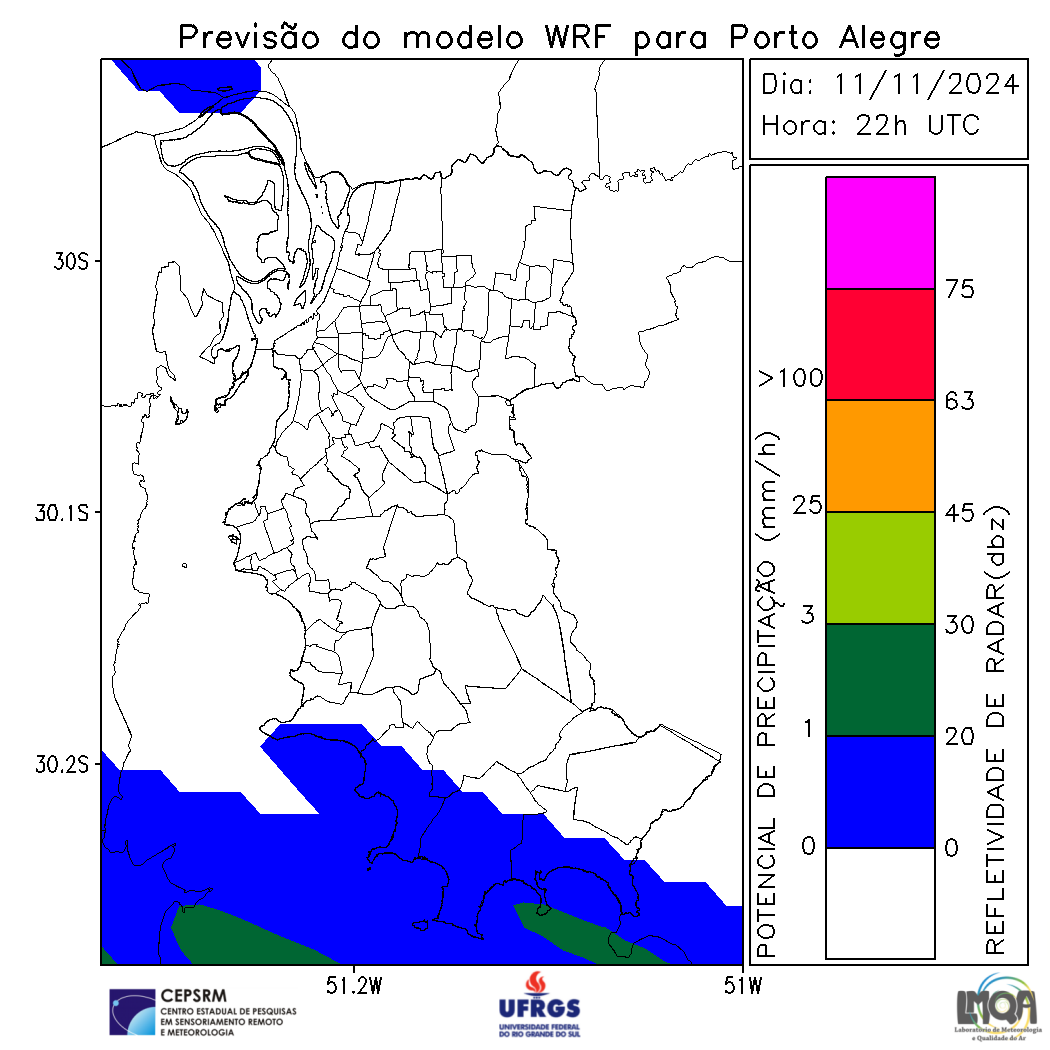 Previsão do modelo WRF para Porto Alegre
Dia: 11/11/2024
Hora: 22h UTC
30S
30.1S
30.2S
51.2W
51W
POTENCIAL DE PRECIPITAÇÃO (mm/h)
>100
25
3
1
0
75
63
45
30
20
0
REFLETIVIDADE DE RADAR(dbz)
CEPSRM
CENTRO ESTADUAL DE PESQUISAS
EM SENSORIAMENTO REMOTO
E METEOROLOGIA
UFRGS
UNIVERSIDADE FEDERAL
DO RIO GRANDE DO SUL
LMQA
Laboratório de Meteorologia
e Qualidade do Ar